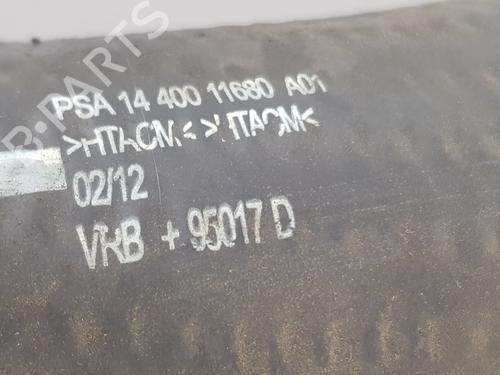 PSA 14 400 11680 A01
>HTACM<>HTACM<
02/12
VRB + 95017 D
B-PARTS